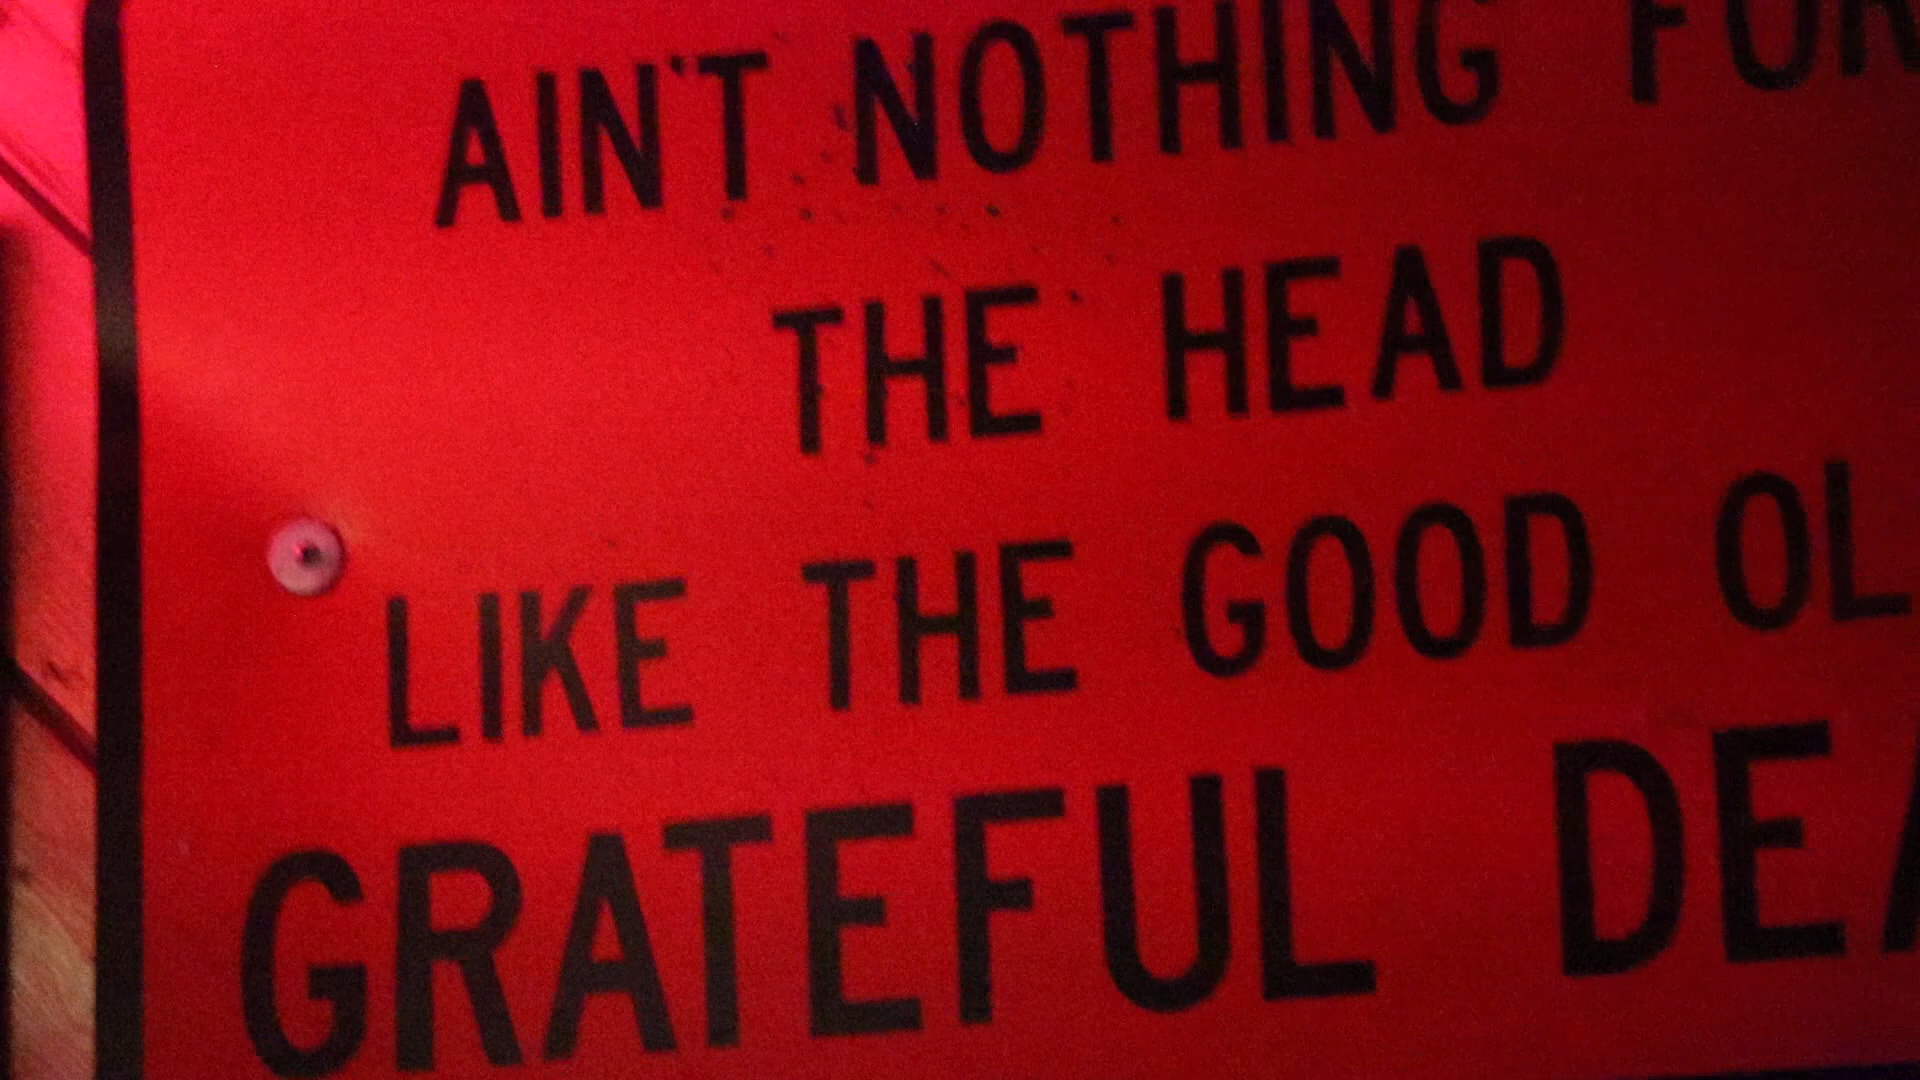 AIN'T NOTHING FOR
THE HEAD
LIKE THE GOOD OL
GRATEFUL DEA